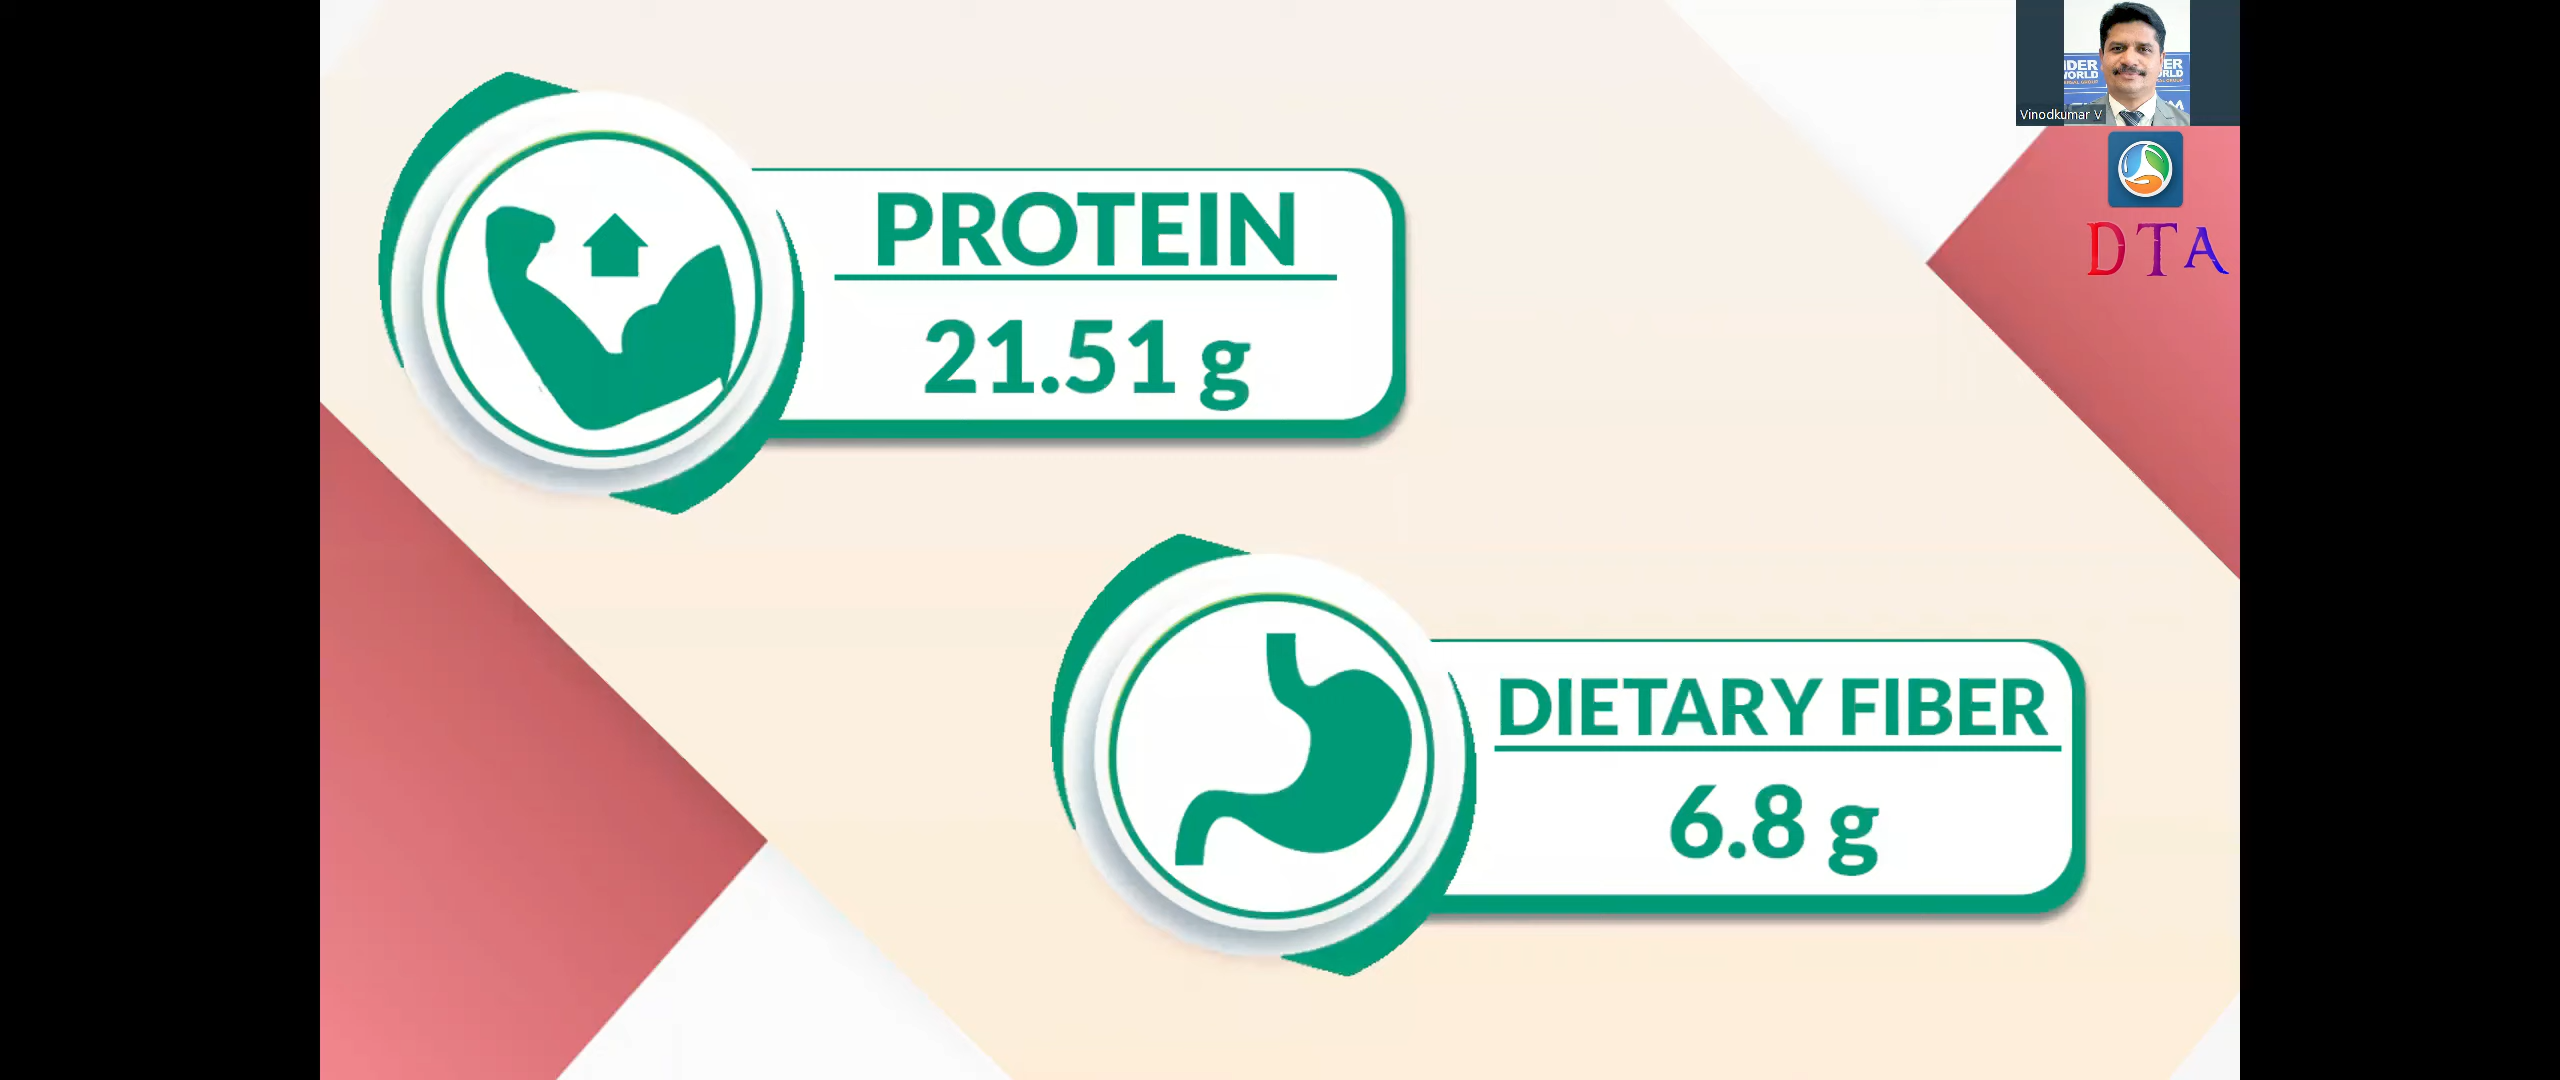 PROTEIN
21.51 g
DIETARY FIBER
6.8 g
Vinodkumar V
DTA